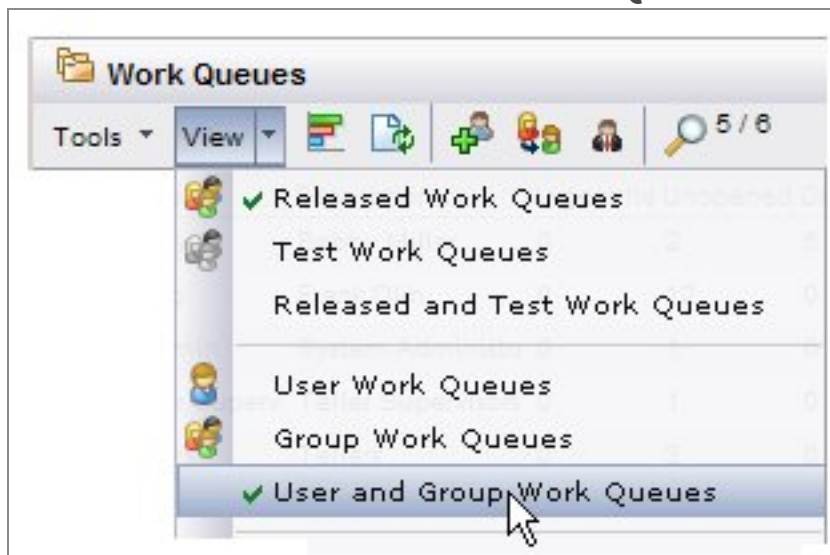 Work Queues
Tools View 5 / 6
Released Work Queues
Test Work Queues
Released and Test Work Queues
User Work Queues
Group Work Queues
User and Group Work Queues